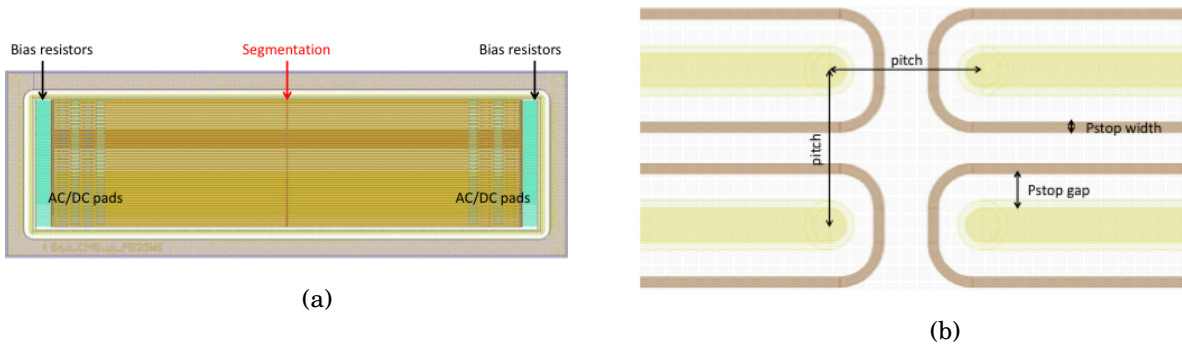 Bias resistors
Segmentation
Bias resistors
AC/DC pads
AC/DC pads
(a)
pitch
Pstop width
pitch
Pstop gap
(b)